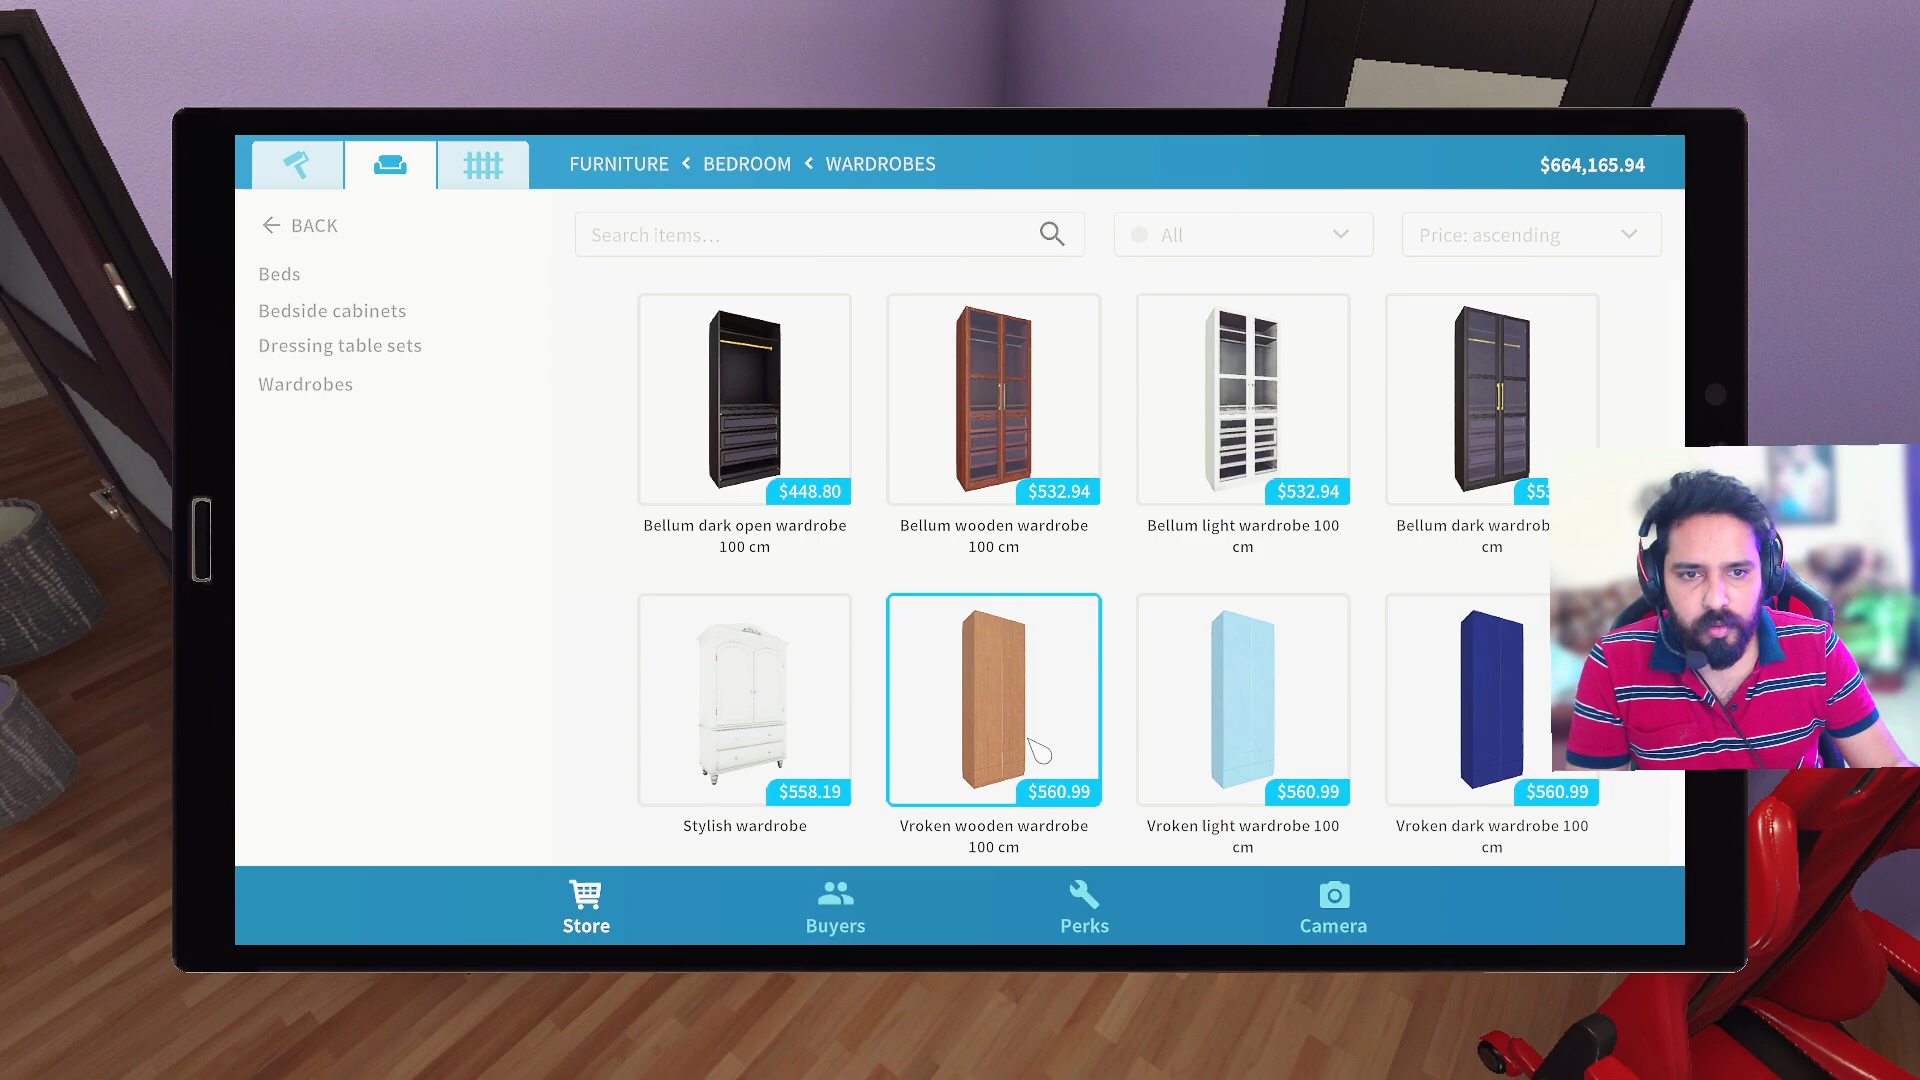 FURNITURE < BEDROOM < WARDROBES
$664,165.94
BACK
Beds
Bedside cabinets
Dressing table sets
Wardrobes
Search items...
All
Price: ascending
$448.80
$532.94
$532.94
Bellum dark open wardrobe
100 cm
Bellum wooden wardrobe
100 cm
Bellum light wardrobe 100
cm
Bellum dark
cm
$558.19
$560.99
$560.99
$560.99
Stylish wardrobe
Vroken wooden wardrobe
100 cm
Vroken light wardrobe 100
cm
Vroken dark wardrobe 100
cm
Store
Buyers
Perks
Camera